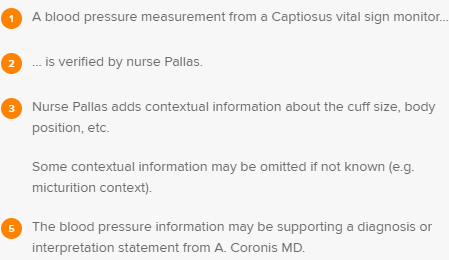 1 A blood pressure measurement from a Captiosus vital sign monitor...
2 ... is verified by nurse Pallas.
3 Nurse Pallas adds contextual information about the cuff size, body
position, etc.
Some contextual information may be omitted if not known (e.g.
micturition context).
5 The blood pressure information may be supporting a diagnosis or
interpretation statement from A. Coronis MD.